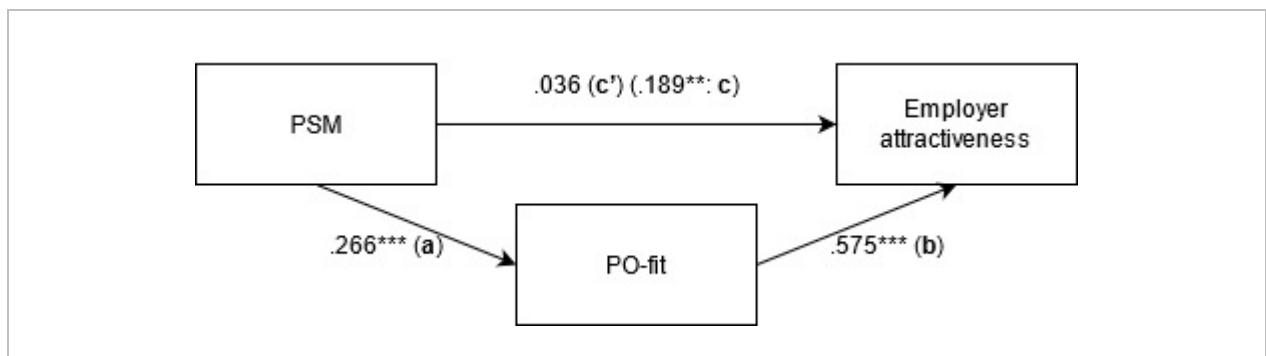 .036 (c’) (.189**: c)
PSM
Employer
attractiveness
.266*** (a)
PO-fit
.575*** (b)